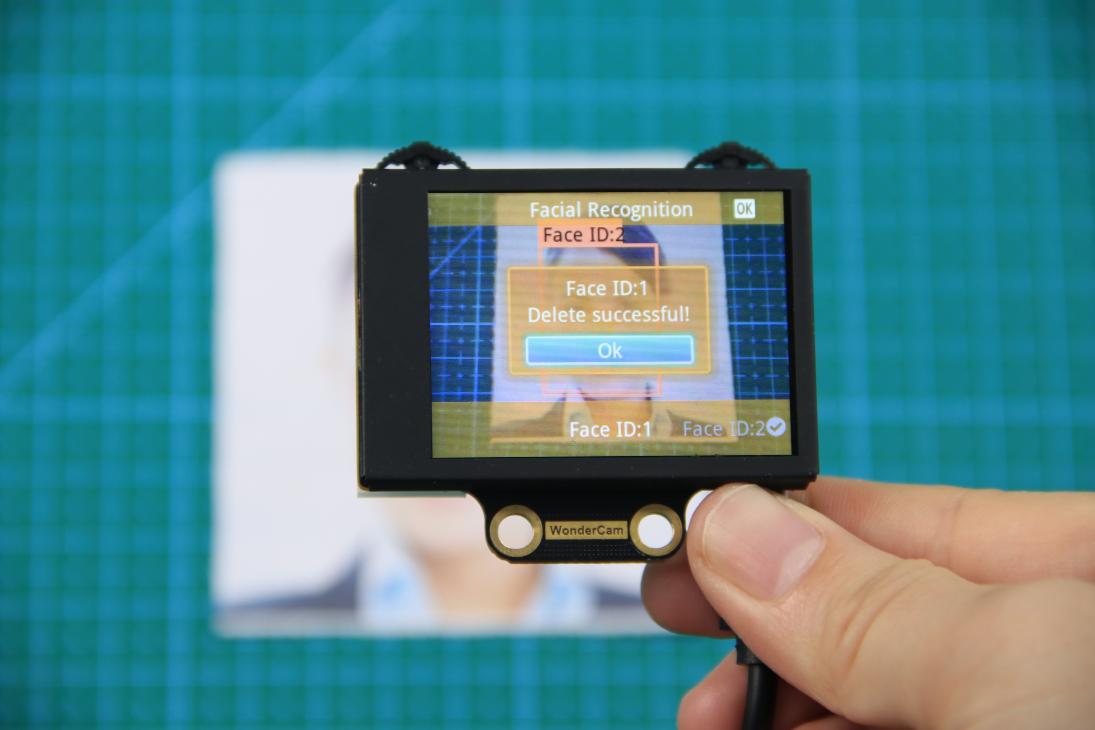 Facial Recognition OK
Face ID:2
Face ID:1
Delete successful!
Ok
Face ID:1 Face ID:2
WonderCam